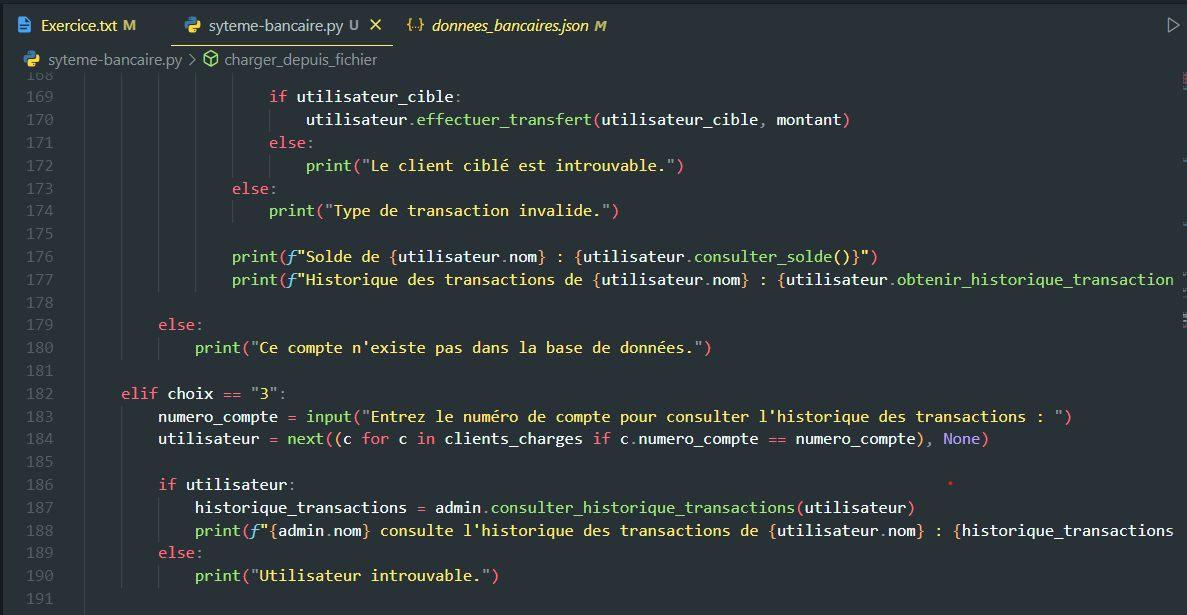 Exercice.txt M syteme-bancaire.py U donnees_bancaires.json M
syteme-bancaire.py > charger_depuis_fichier
168
169 if utilisateur_cible:
170 utilisateur.effectuer_transfert(utilisateur_cible, montant)
171 else:
172 print("Le client ciblé est introuvable.")
173 else:
174 print("Type de transaction invalide.")
175
176 print(f"Solde de {utilisateur.nom} : {utilisateur.consulter_solde()}")
177 print(f"Historique des transactions de {utilisateur.nom} : {utilisateur.obtenir_historique_transaction
178
179 else:
180 print("Ce compte n'existe pas dans la base de données.")
181
182 elif choix == "3":
183 numero_compte = input("Entrez le numéro de compte pour consulter l'historique des transactions : ")
184 utilisateur = next((c for c in clients_charges if c.numero_compte == numero_compte), None)
185
186 if utilisateur:
187 historique_transactions = admin.consulter_historique_transactions(utilisateur)
188 print(f"{admin.nom} consulte l'historique des transactions de {utilisateur.nom} : {historique_transactions
189 else:
190 print("Utilisateur introuvable.")
191